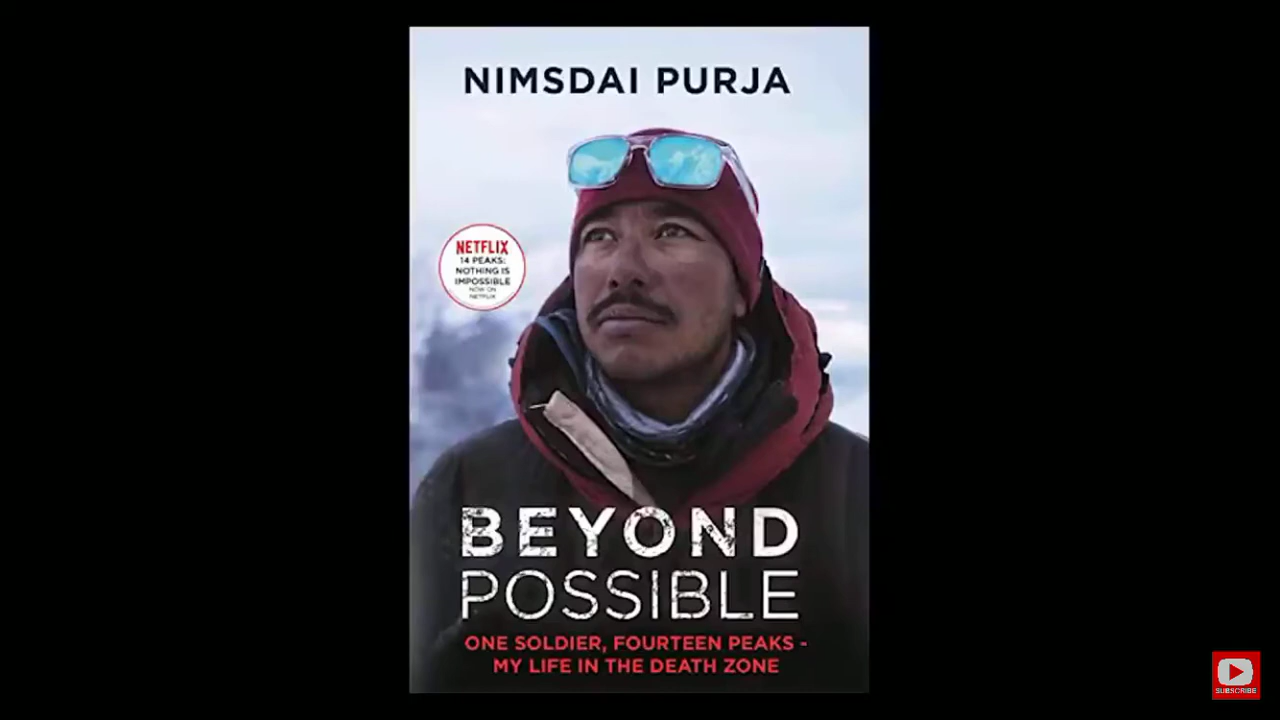 NIMSDAI PURJA
NETFLIX
14 PEAKS:
NOTHING IS
IMPOSSIBLE
NOW ON
NETFLIX
BEYOND
POSSIBLE
ONE SOLDIER, FOURTEEN PEAKS -
MY LIFE IN THE DEATH ZONE
SUBSCRIBE